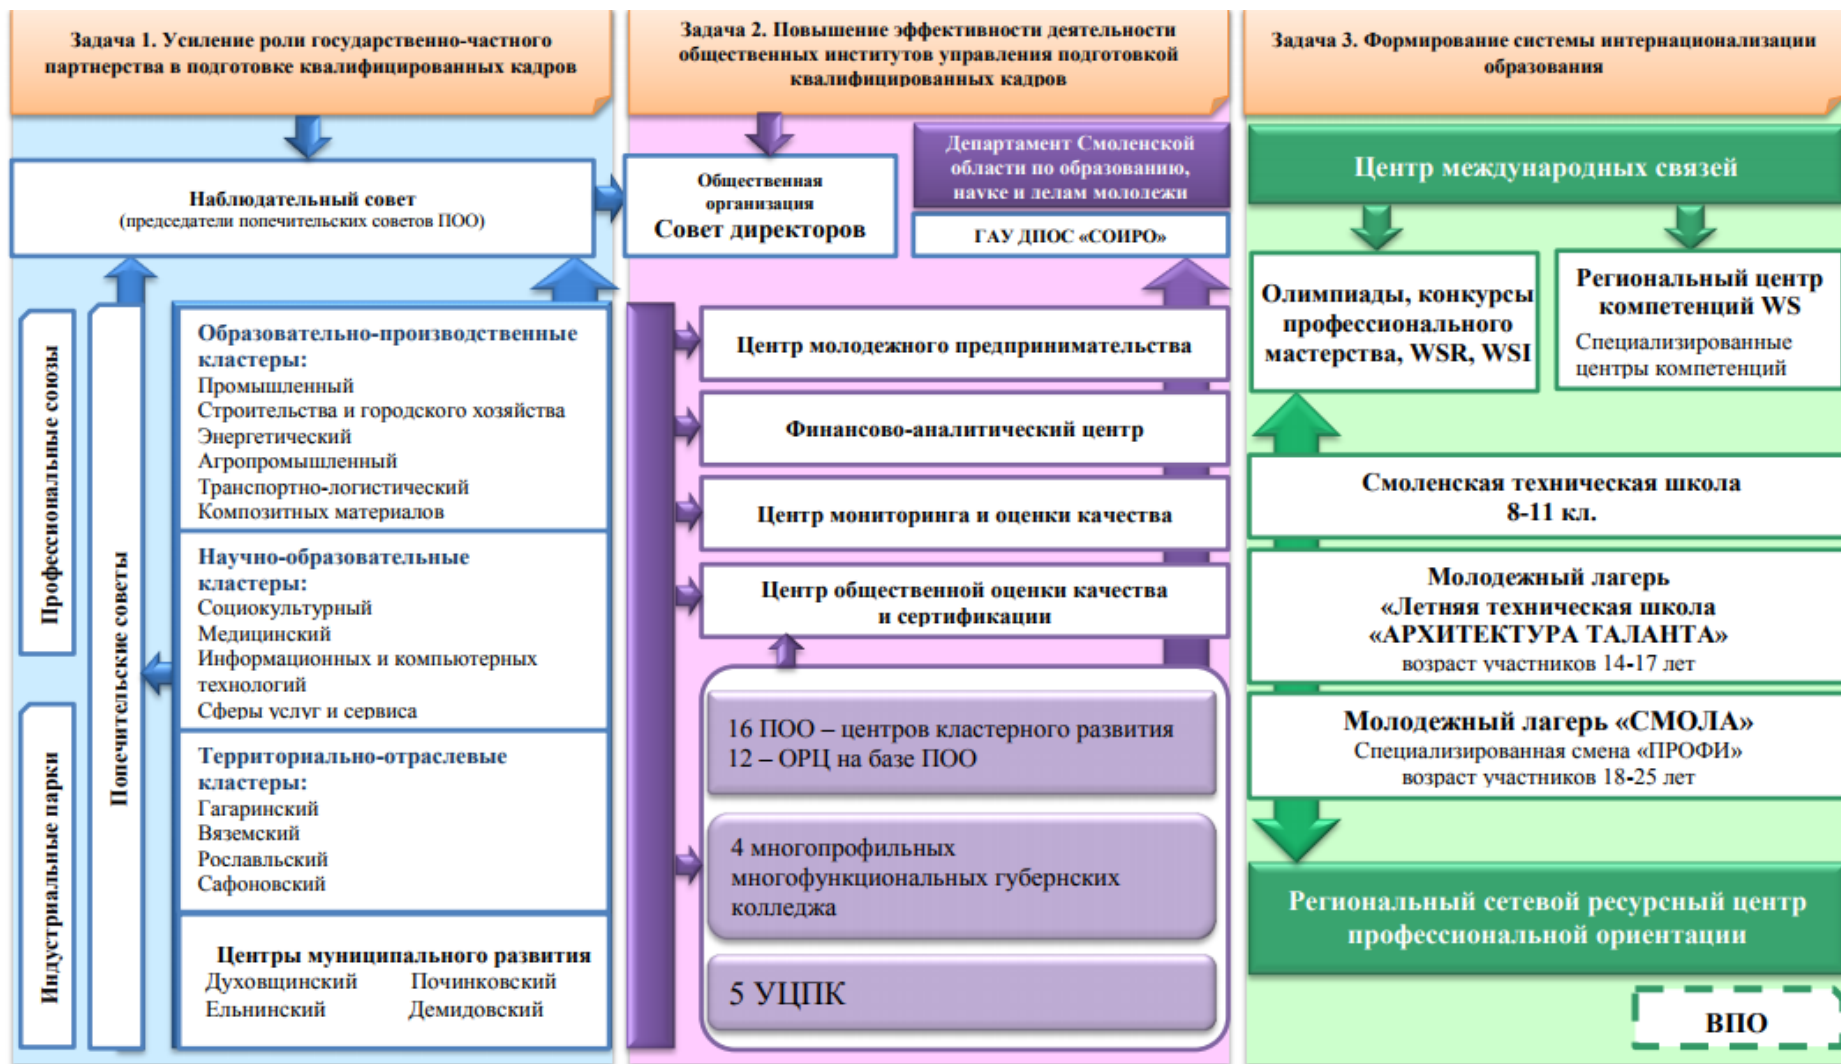 Задача 1. Усиление роли государственно-частного
партнерства в подготовке квалифицированных кадров
Наблюдательный совет
(председатели попечительских советов ПОО)
Профессиональные союзы
Индустриальные парки
Попечительские советы
Образовательно-производственные
кластеры:
Промышленный
Строительства и городского хозяйства
Энергетический
Агропромышленный
Транспортно-логистический
Композитных материалов
Научно-образовательные
кластеры:
Социокультурный
Медицинский
Информационных и компьютерных
технологий
Сферы услуг и сервиса
Территориально-отраслевые
кластеры:
Гагаринский
Вяземский
Рославльский
Сафоновский
Центры муниципального развития
Духовщинский Починковский
Ельнинский Демидовский
Задача 2. Повышение эффективности деятельности
общественных институтов управления подготовкой
квалифицированных кадров
Общественная
организация
Совет директоров
Департамент Смоленской
области по образованию,
науке и делам молодежи
ГАУ ДПОС «СОИРО»
Центр молодежного предпринимательства
Финансово-аналитический центр
Центр мониторинга и оценки качества
Центр общественной оценки качества
и сертификации
16 ПОО – центров кластерного развития
12 – ОРЦ на базе ПОО
4 многопрофильных
многофункциональных губернских
колледжа
5 УЦПК
Задача 3. Формирование системы интернационализации
образования
Центр международных связей
Олимпиады, конкурсы
профессионального
мастерства, WSR, WSI
Региональный центр
компетенций WS
Специализированные
центры компетенций
Смоленская техническая школа
8-11 кл.
Молодежный лагерь
«Летняя техническая школа
«АРХИТЕКТУРА ТАЛАНТА»
возраст участников 14-17 лет
Молодежный лагерь «СМОЛА»
Специализированная смена «ПРОФИ»
возраст участников 18-25 лет
Региональный сетевой ресурсный центр
профессиональной ориентации
ВПО